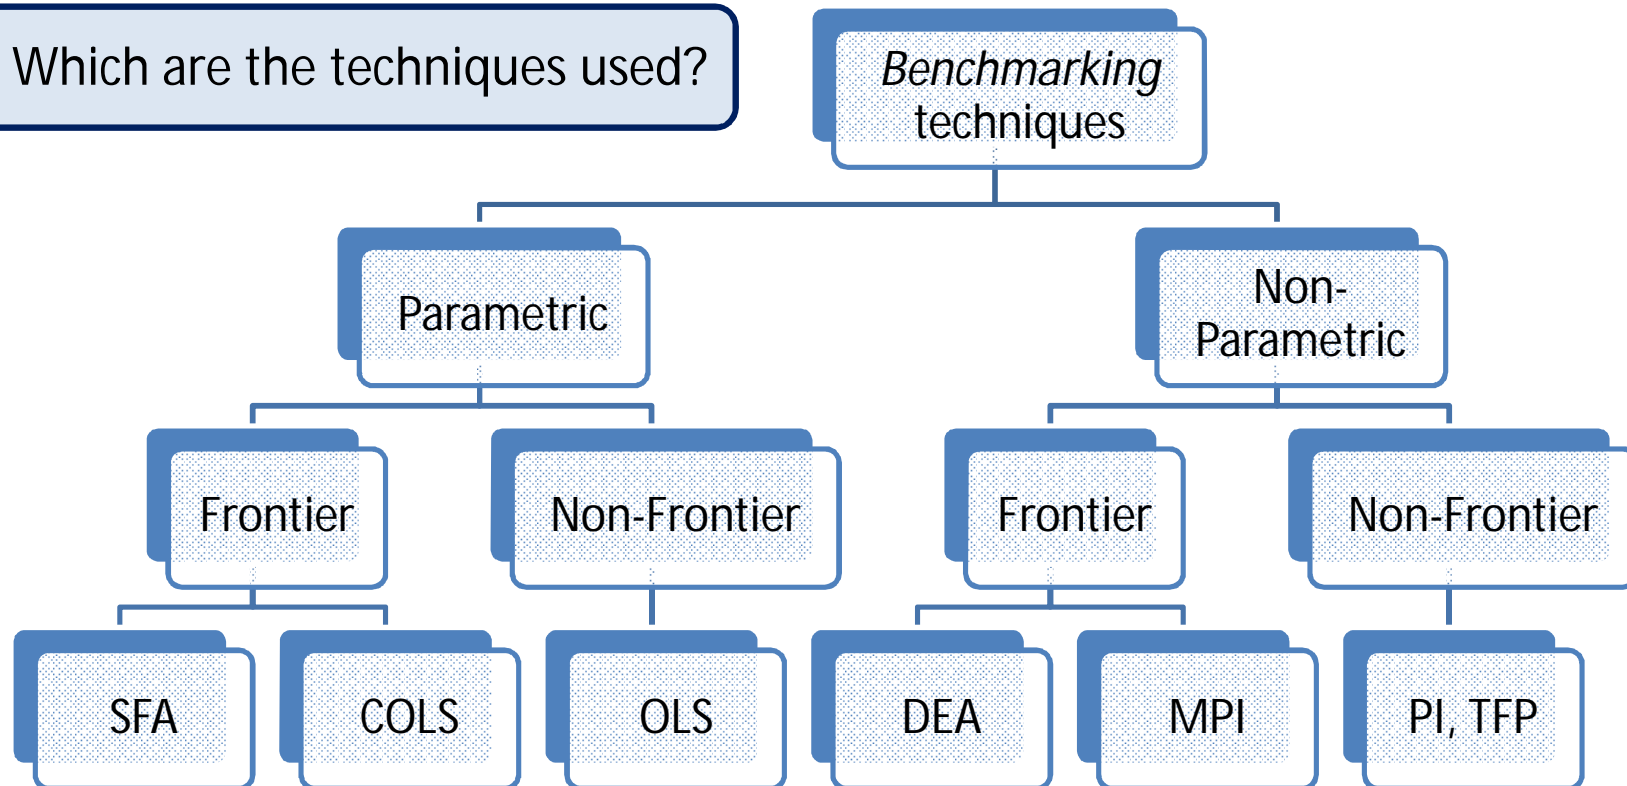 Which are the techniques used?
Benchmarking
techniques
Parametric
Non-
Parametric
Frontier
Non-Frontier
Frontier
Non-Frontier
SFA
COLS
OLS
DEA
MPI
PI, TFP